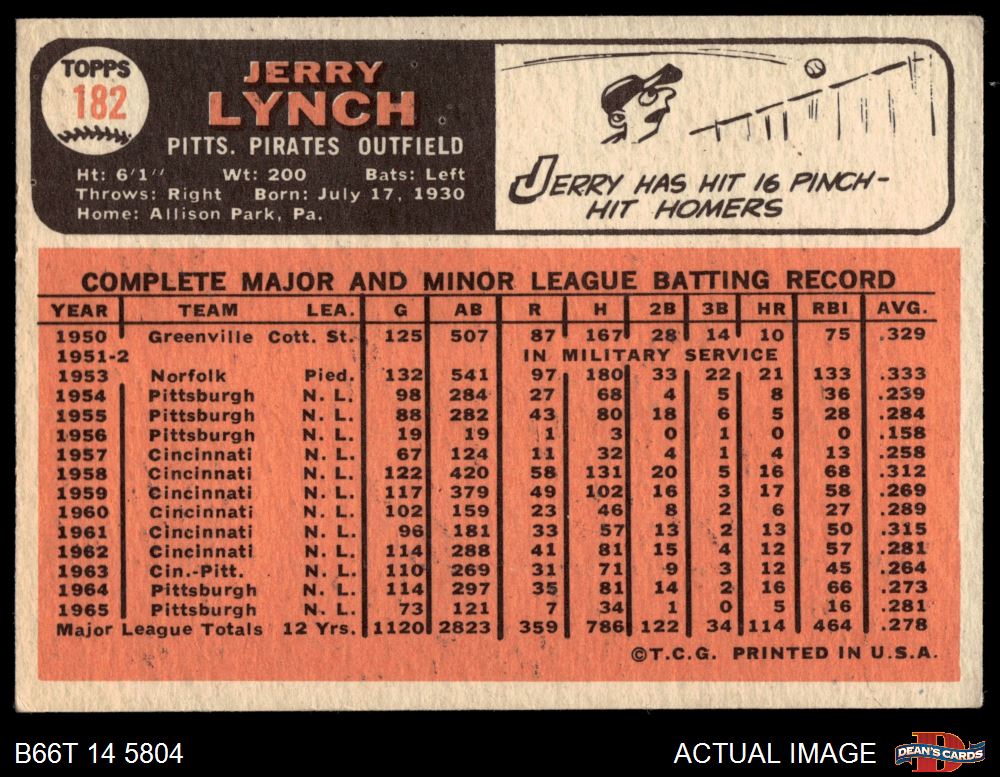 TOPPS
182
JERRY
LYNCH
PITTS. PIRATES OUTFIELD
Ht: 6'1'' Wt: 200 Bats: Left
Throws: Right Born: July 17, 1930
Home: Allison Park, Pa.
JERRY HAS HIT 16 PINCH-
HIT HOMERS
COMPLETE MAJOR AND MINOR LEAGUE BATTING RECORD
YEAR TEAM LEA. G AB R H 2B 3B HR RBI AVG.
1950 Greenville Cott. St. 125 507 87 167 28 14 10 75 .329
1951-2 IN MILITARY SERVICE
1953 Norfolk Pied. 132 541 97 180 33 22 21 133 .333
1954 Pittsburgh N. L. 98 284 27 68 4 5 8 36 .239
1955 Pittsburgh N. L. 88 282 43 80 18 6 5 28 .284
1956 Pittsburgh N. L. 19 19 1 3 0 1 0 0 .158
1957 Cincinnati N. L. 67 124 11 32 4 1 4 13 .258
1958 Cincinnati N. L. 122 420 58 131 20 5 16 68 .312
1959 Cincinnati N. L. 117 379 49 102 16 3 17 58 .269
1960 Cincinnati N. L. 102 159 23 46 8 2 6 27 .289
1961 Cincinnati N. L. 96 181 33 57 13 2 13 50 .315
1962 Cincinnati N. L. 114 288 41 81 15 4 12 57 .281
1963 Cin.-Pitt. N. L. 110 269 31 71 9 3 12 45 .264
1964 Pittsburgh N. L. 114 297 35 81 14 2 16 66 .273
1965 Pittsburgh N. L. 73 121 7 34 1 0 5 16 .281
Major League Totals 12 Yrs. 1120 2823 359 786 122 34 114 464 .278
©T.C.G. PRINTED IN U.S.A.
B66T 14 5804 ACTUAL IMAGE DEAN'S CARDS